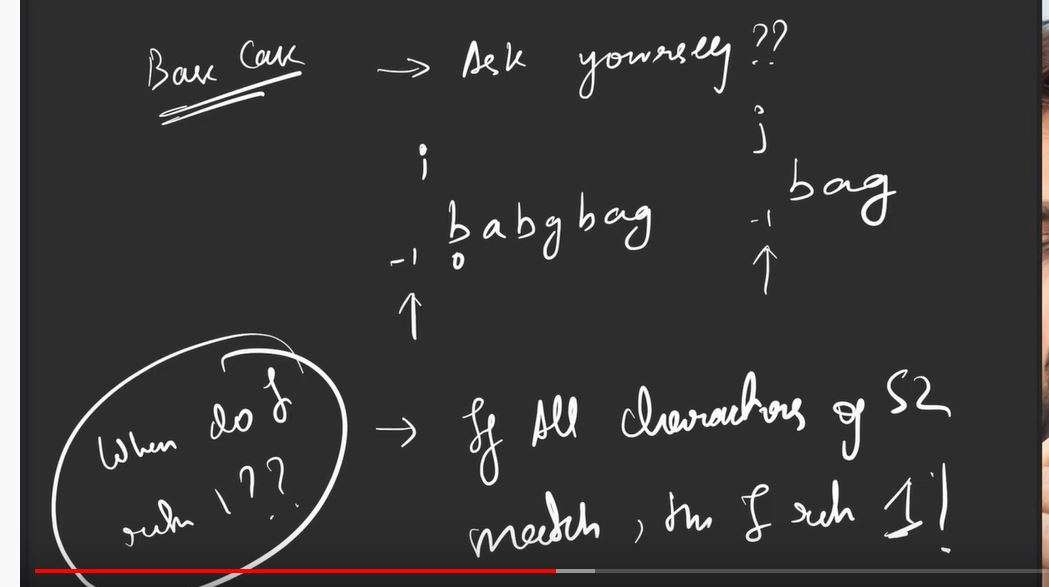 Base Case → Ask yourself ??
i
j
babgbag
bag
-1 0
-1
↑
↑
When do I
return 1??
→ If All characters of S2
match, then I return 1!